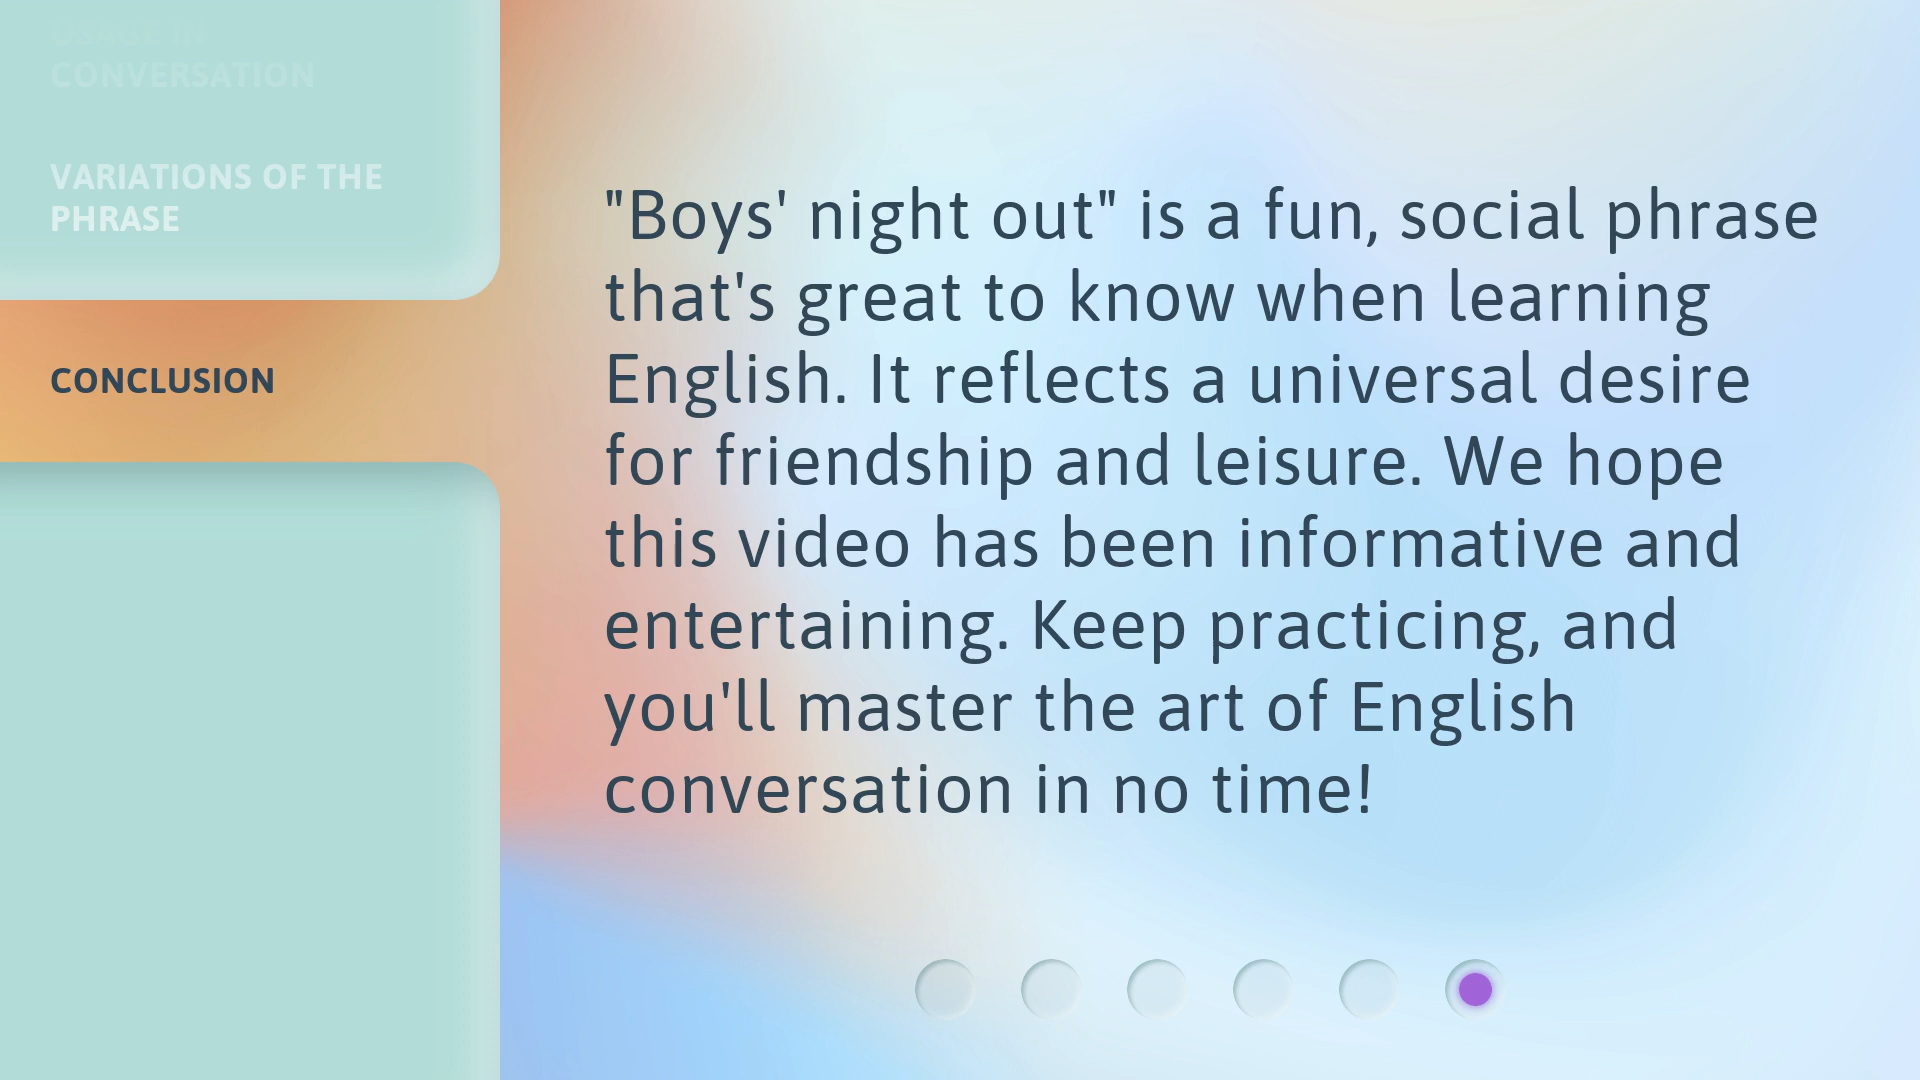 USAGE IN
CONVERSATION
VARIATIONS OF THE
PHRASE
CONCLUSION
"Boys' night out" is a fun, social phrase
that's great to know when learning
English. It reflects a universal desire
for friendship and leisure. We hope
this video has been informative and
entertaining. Keep practicing, and
you'll master the art of English
conversation in no time!